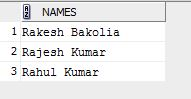 NAMES
1 Rakesh Bakolia
2 Rajesh Kumar
3 Rahul Kumar